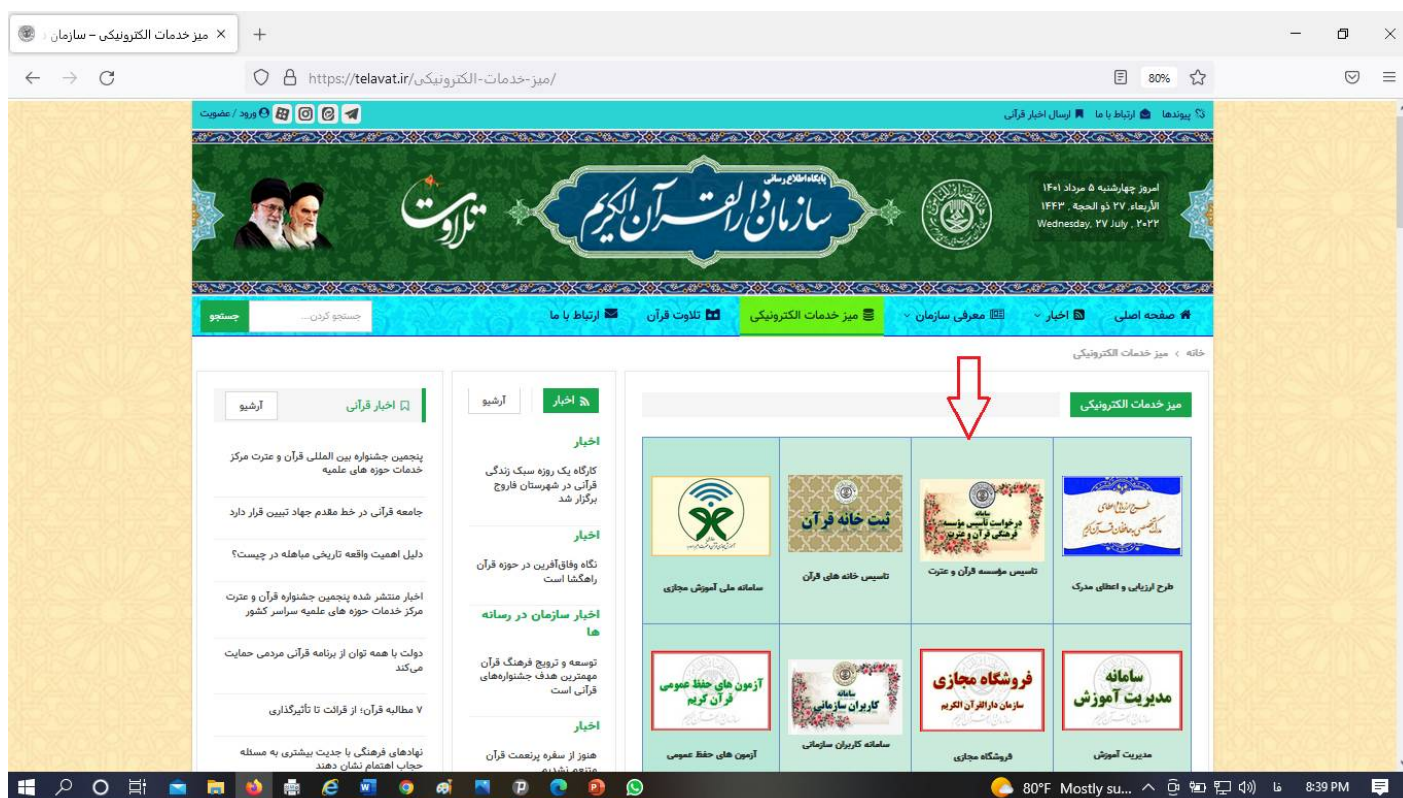 میز خدمات الکترونیکی – سازمان
https://telavat.ir/میز-خدمات-الکترونیکی/
80%
پیوندها ارتباط با ما ارسال اخبار قرآنی
ورود / عضویت
امروز چهارشنبه ۵ مرداد ۱۴۰۱
الأربعاء, ۲۷ ذو الحجة , ۱۴۴۳
Wednesday, ۲۷ July , ۲۰۲۲
پایگاه اطلاع رسانی
سازمان دارالقرآن الکریم
تلاوت
صفحه اصلی
اخبار
معرفی سازمان
میز خدمات الکترونیکی
تلاوت قرآن
ارتباط با ما
جستجو کردن...
جستجو
خانه › میز خدمات الکترونیکی
میز خدمات الکترونیکی
طرح ارزیابی و اعطای مدرک
سامانه
درخواست تأسیس مؤسسه
فرهنگی قرآن و عترت
تاسیس مؤسسه قرآن و عترت
ثبت خانه قرآن
تاسیس خانه های قرآن
سامانه ملی آموزش مجازی
سامانه
مدیریت آموزش
مدیریت آموزش
فروشگاه مجازی
سازمان دارالقرآن الکریم
فروشگاه مجازی
سامانه
کاربران سازمانی
سامانه کاربران سازمانی
آزمون های حفظ عمومی
قرآن کریم
آزمون های حفظ عمومی
اخبار
آرشیو
اخبار
کارگاه یک روزه سبک زندگی
قرآنی در شهرستان فاروج
برگزار شد
اخبار
نگاه وفاق‌آفرین در حوزه قرآن
راهگشا است
اخبار سازمان در رسانه
ها
توسعه و ترویج فرهنگ قرآن
مهمترین هدف جشنواره‌های
قرآنی است
اخبار
هنوز از سفره پرنعمت قرآن
متنعم نشدیم
اخبار قرآنی
آرشیو
پنجمین جشنواره بین المللی قرآن و عترت مرکز
خدمات حوزه های علمیه
جامعه قرآنی در خط مقدم جهاد تبیین قرار دارد
دلیل اهمیت واقعه تاریخی مباهله در چیست؟
اخبار منتشر شده پنجمین جشنواره قرآن و عترت
مرکز خدمات حوزه های علمیه سراسر کشور
دولت با همه توان از برنامه قرآنی مردمی حمایت
می‌کند
۷ مطالبه قرآن؛ از قرائت تا تأثیرگذاری
نهادهای فرهنگی با جدیت بیشتری به مسئله
حجاب اهتمام نشان دهند
80°F Mostly su...
فا
8:39 PM